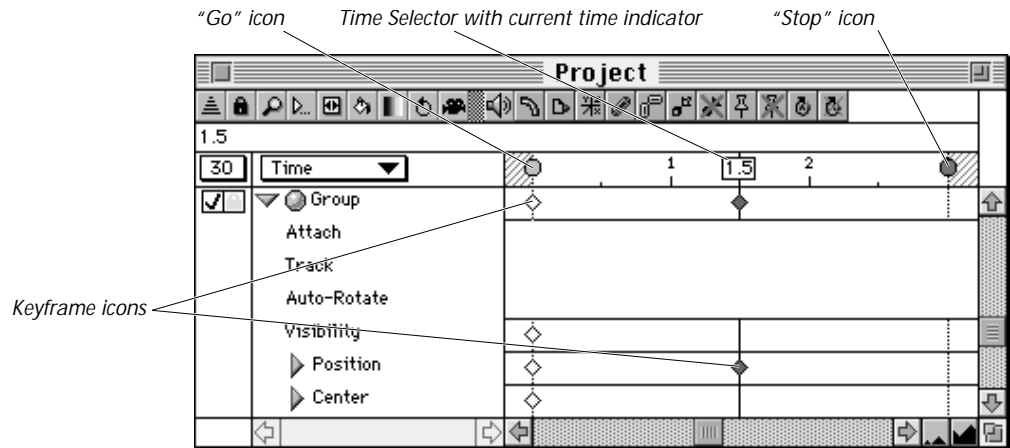 “Go” icon Time Selector with current time indicator “Stop” icon
Project
1.5
30 Time 1 1.5 2
Group
Attach
Track
Auto-Rotate
Keyframe icons
Visibility
Position
Center